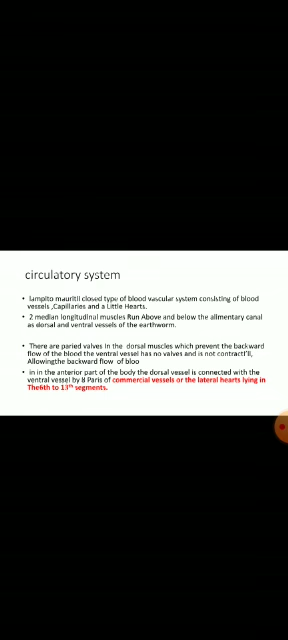 circulatory system
• lampito mauritii closed type of blood vascular system consisting of blood
vessels ,Capillaries and a Little Hearts.
• 2 median longitudinal muscles Run Above and below the alimentary canal
as dorsal and ventral vessels of the earthworm.
• There are paried valves in the dorsal muscles which prevent the backward
flow of the blood the ventral vessel has no valves and is not contract'll,
Allowingthe backward flow of bloo
• in in the anterior part of the body the dorsal vessel is connected with the
ventral vessel by 8 Paris of commercial vessels or the lateral hearts lying in
The6th to 13th segments.